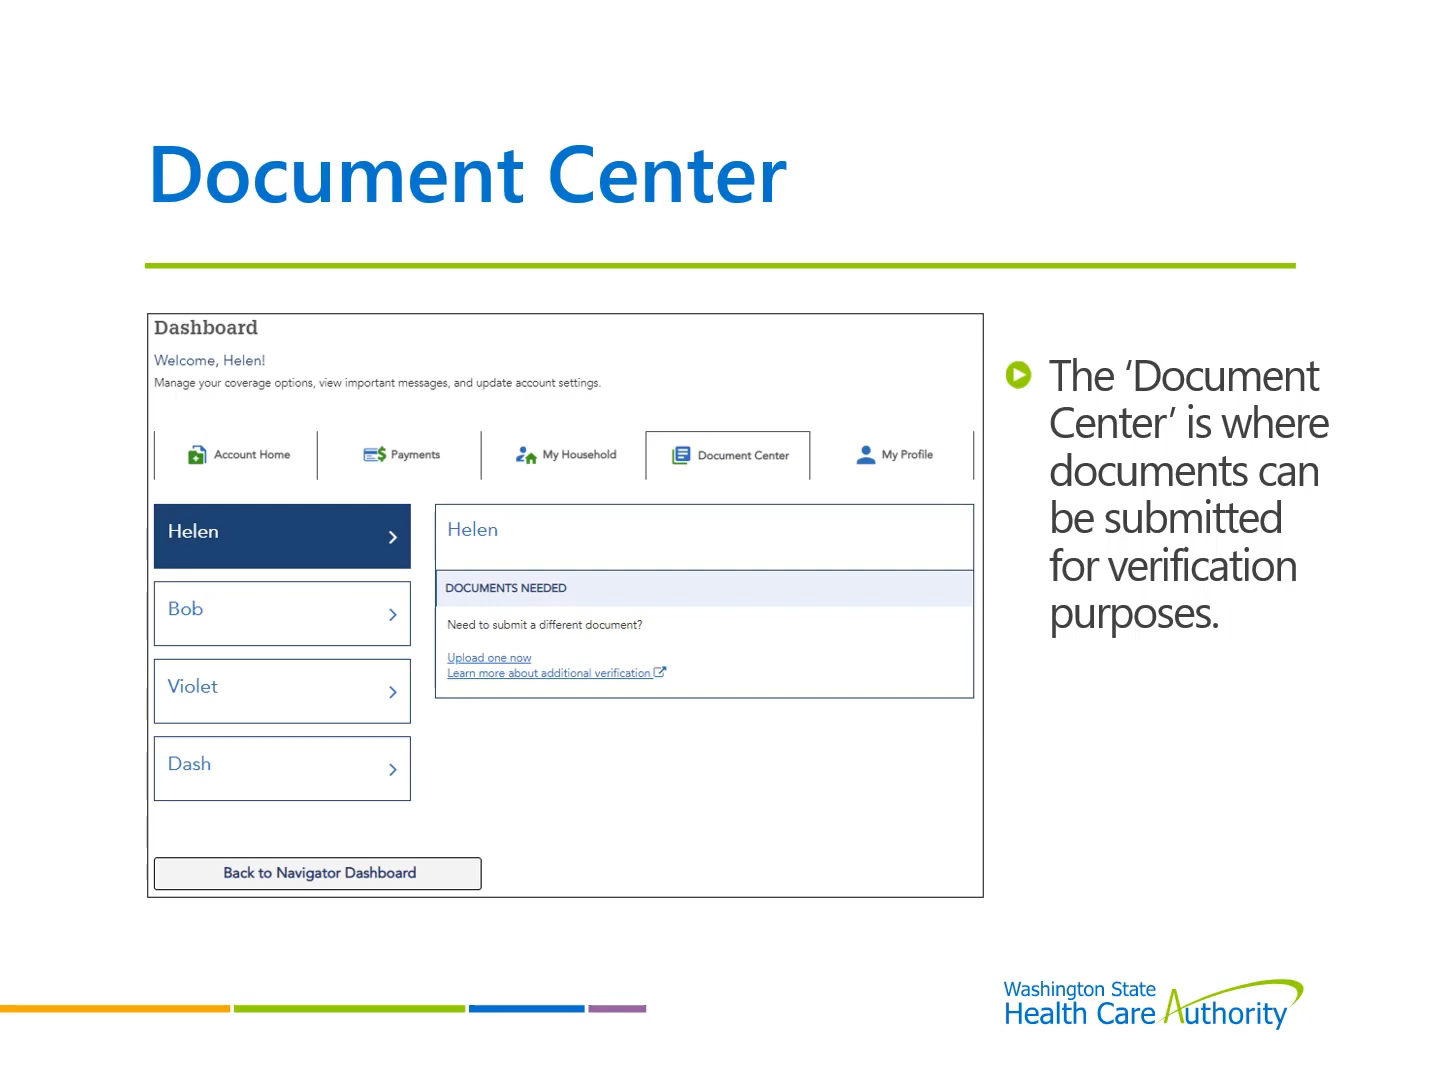 Document Center
Dashboard
Welcome, Helen!
Manage your coverage options, view important messages, and update account settings.
Account Home
Payments
My Household
Document Center
My Profile
Helen
Bob
Violet
Dash
Helen
DOCUMENTS NEEDED
Need to submit a different document?
Upload one now
Learn more about additional verification
Back to Navigator Dashboard
The ‘Document
Center’ is where
documents can
be submitted
for verification
purposes.
Washington State
Health Care Authority